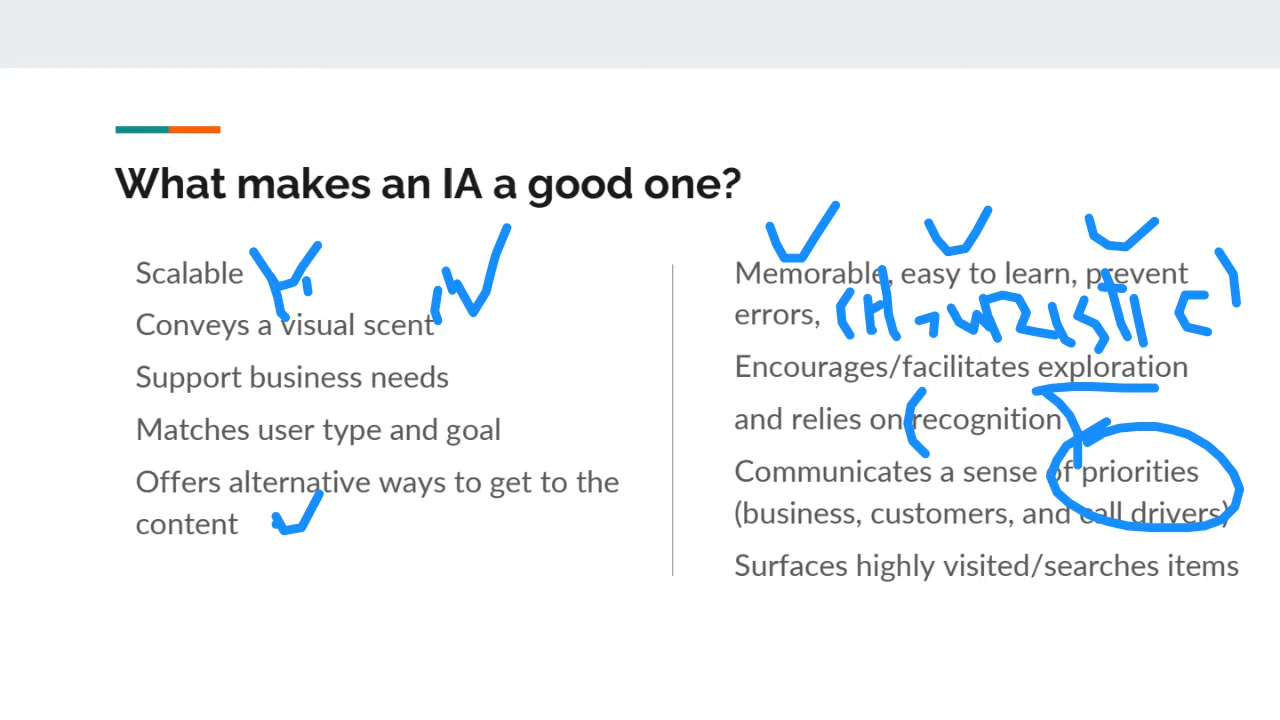 What makes an IA a good one?
Scalable
Conveys a visual scent
Support business needs
Matches user type and goal
Offers alternative ways to get to the
content
Memorable, easy to learn, prevent
errors,
Encourages/facilitates exploration
and relies on recognition
Communicates a sense of priorities
(business, customers, and call drivers)
Surfaces highly visited/searches items